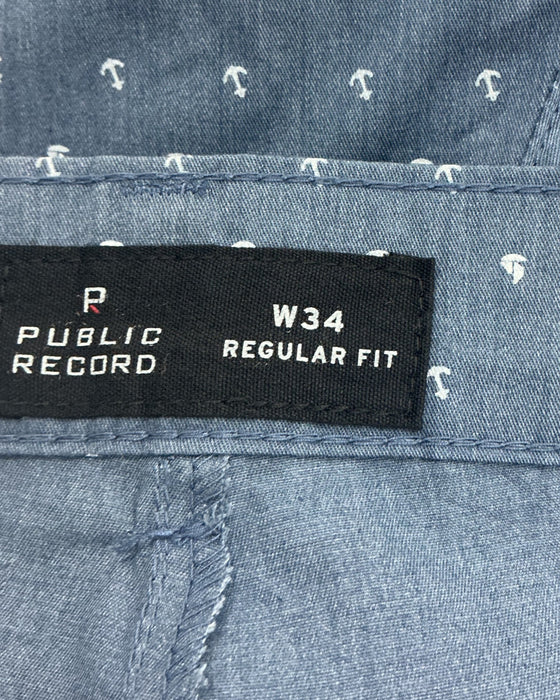 R
PUBLIC
RECORD
W34
REGULAR FIT